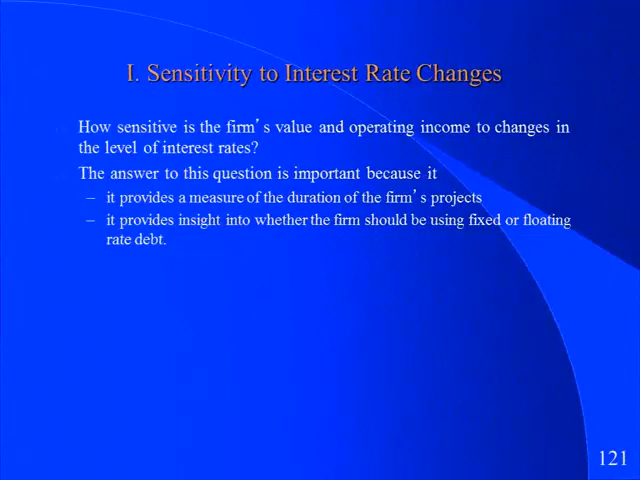 I. Sensitivity to Interest Rate Changes
How sensitive is the firm’s value and operating income to changes in
the level of interest rates?
The answer to this question is important because it
– it provides a measure of the duration of the firm’s projects
– it provides insight into whether the firm should be using fixed or floating
rate debt.
121